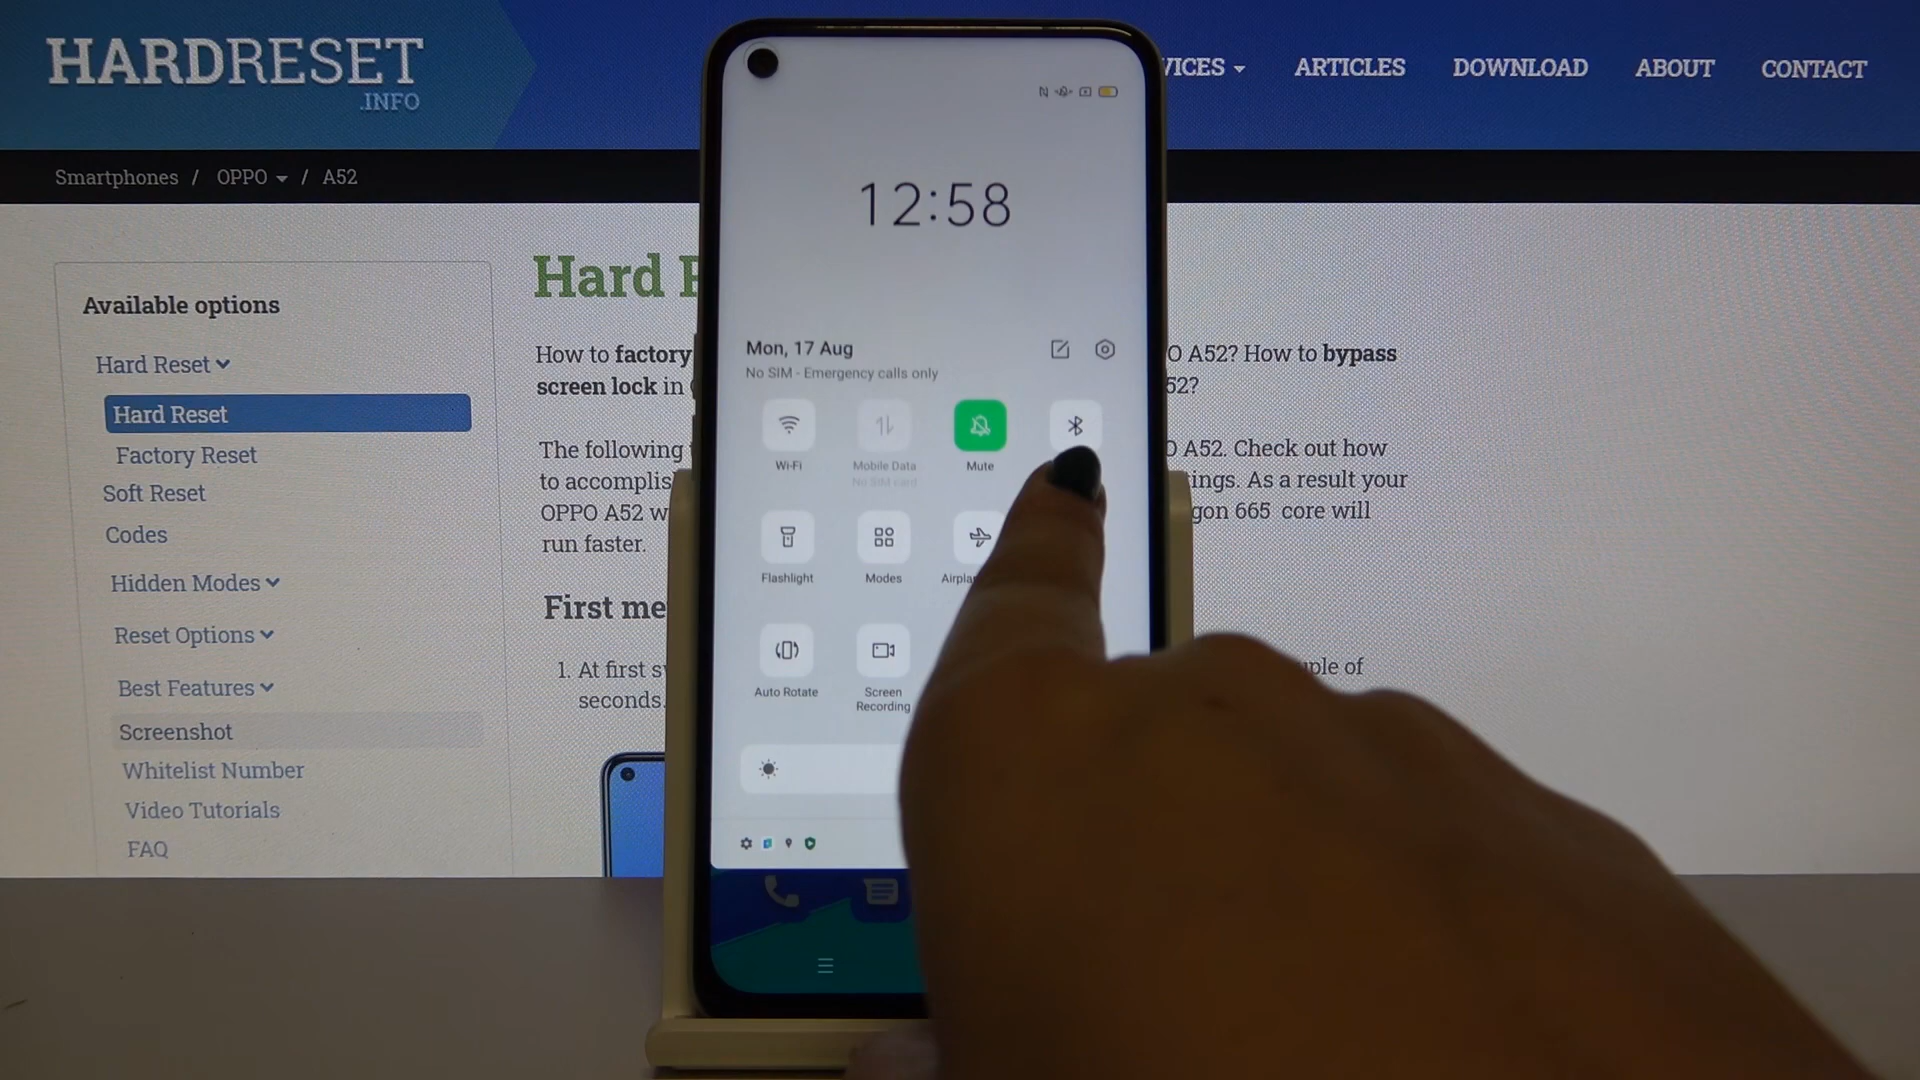 HARDRESET
.INFO
VICES
ARTICLES
DOWNLOAD
ABOUT
CONTACT
Smartphones / OPPO / A52
Available options
Hard Reset
Hard Reset
Factory Reset
Soft Reset
Codes
Hidden Modes
Reset Options
Best Features
Screenshot
Whitelist Number
Video Tutorials
FAQ
Hard
How to factory
screen lock in
O A52? How to bypass
52?
The following
to accomplis
OPPO A52 w
run faster.
O A52. Check out how
ings. As a result your
gon 665 core will
First me
1. At first s
seconds.
ple of
12:58
Mon, 17 Aug
No SIM - Emergency calls only
Wi-Fi
Mobile Data
No SIM card
Mute
Flashlight
Modes
Airpla
Auto Rotate
Screen
Recording